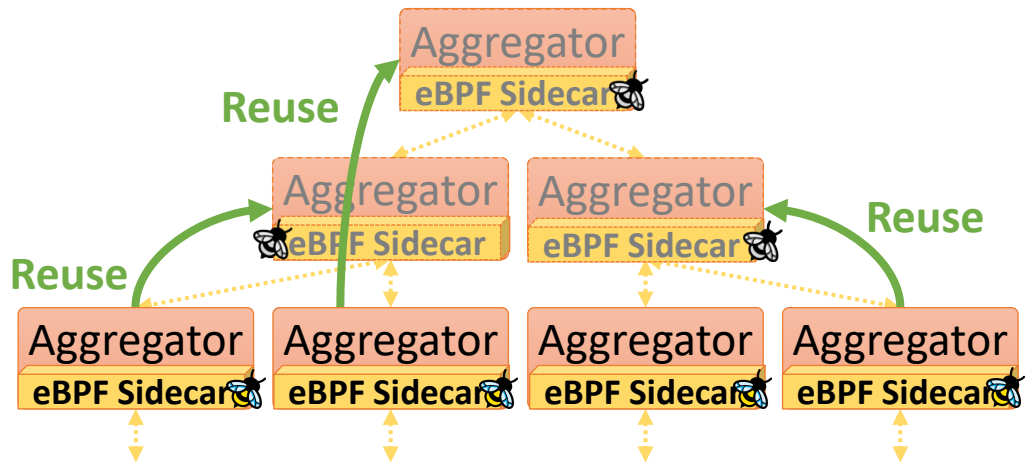 Aggregator
eBPF Sidecar
Reuse
Aggregator
eBPF Sidecar
Aggregator
eBPF Sidecar
Reuse
Reuse
Aggregator
eBPF Sidecar
Aggregator
eBPF Sidecar
Aggregator
eBPF Sidecar
Aggregator
eBPF Sidecar